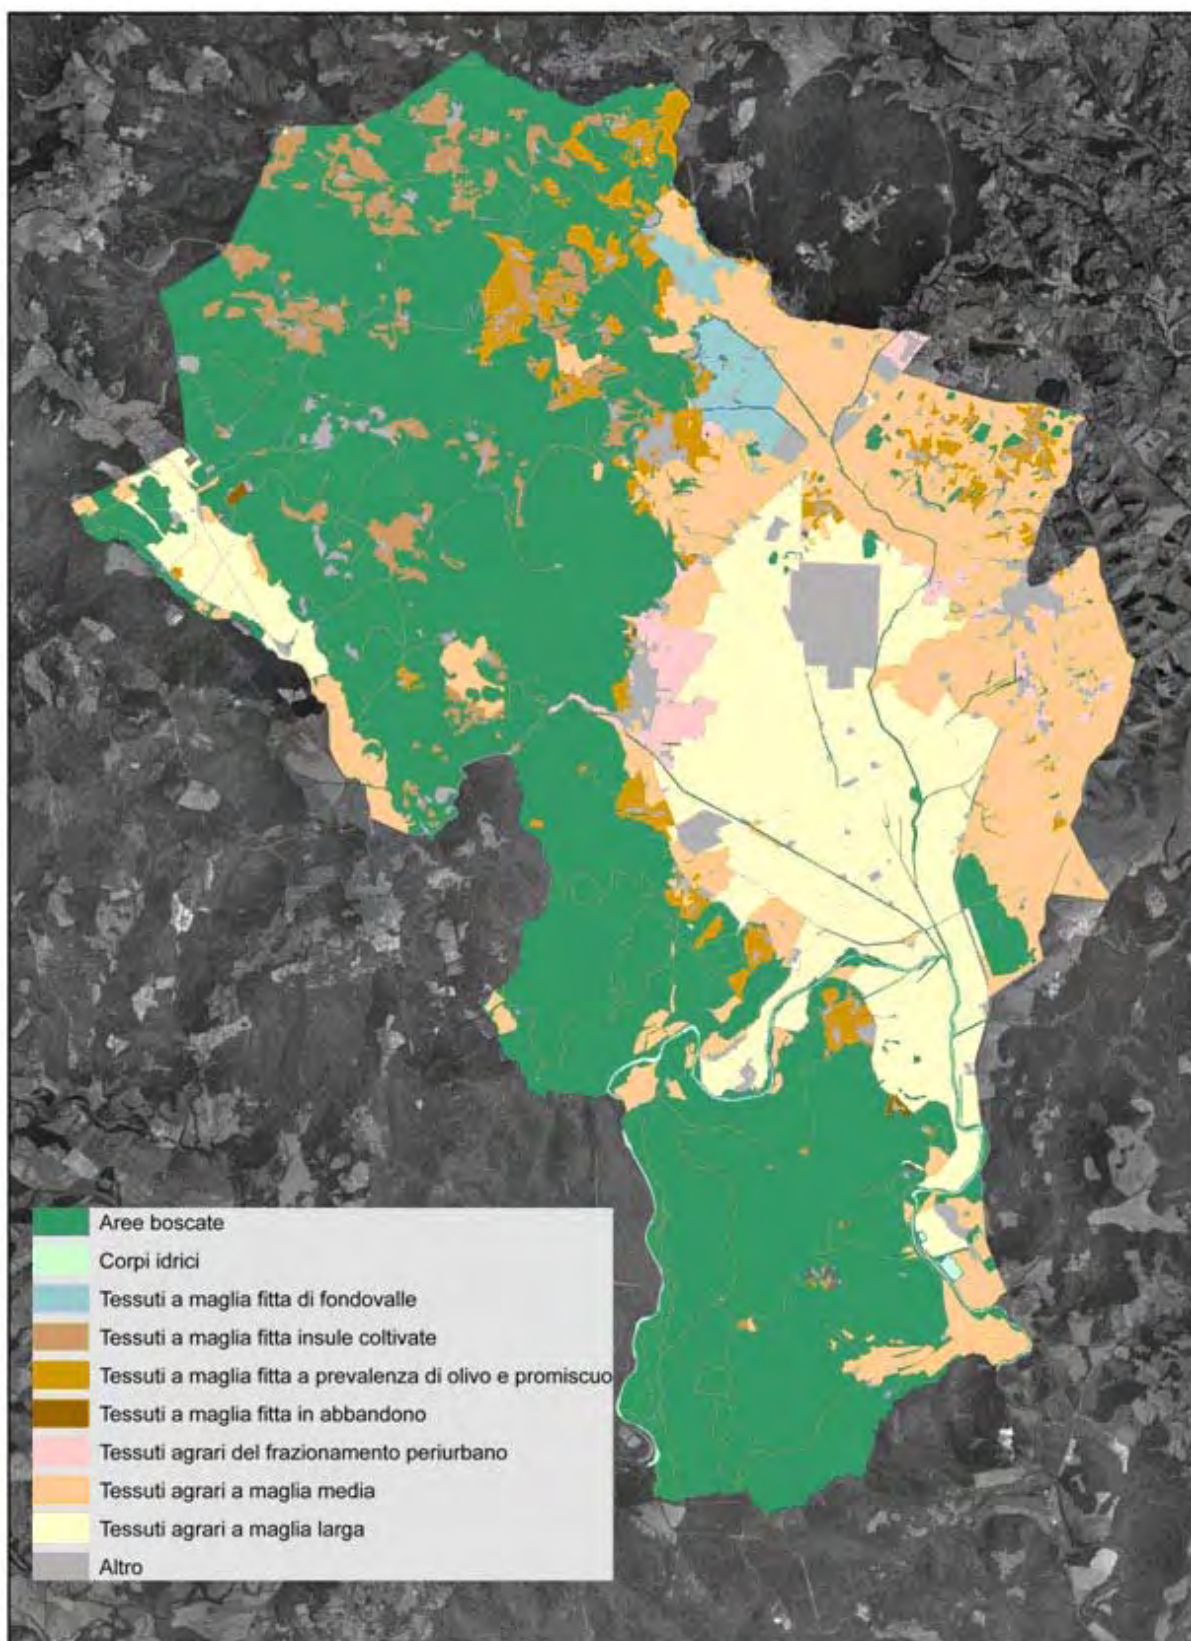 Aree boscate
Corpi idrici
Tessuti a maglia fitta di fondovalle
Tessuti a maglia fitta insule coltivate
Tessuti a maglia fitta a prevalenza di olivo e promiscuo
Tessuti a maglia fitta in abbandono
Tessuti agrari del frazionamento periurbano
Tessuti agrari a maglia media
Tessuti agrari a maglia larga
Altro